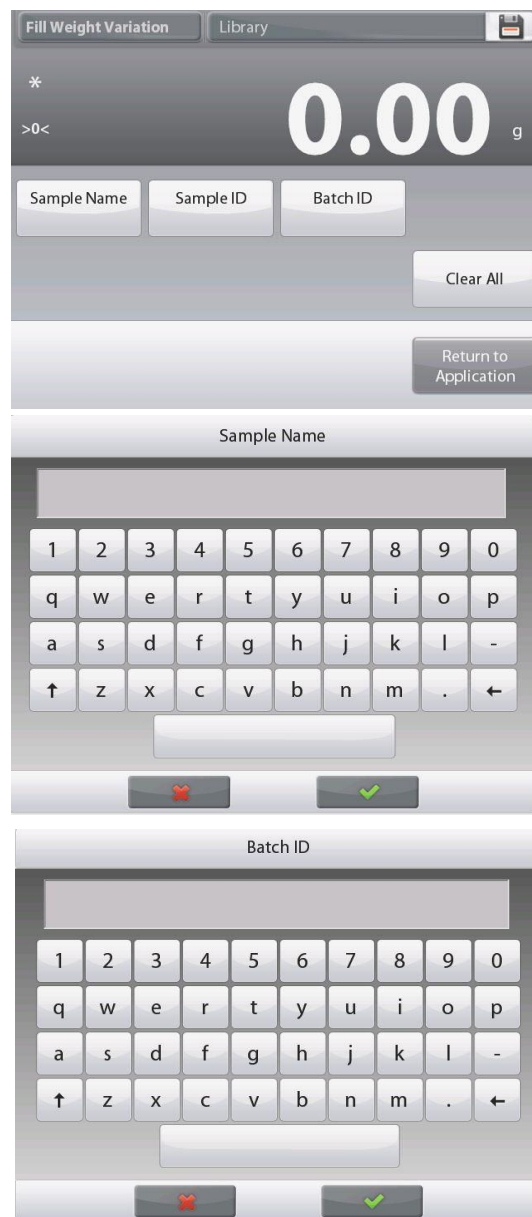 Fill Weight Variation Library
*
>0< 0.00 g
Sample Name Sample ID Batch ID
Clear All
Return to
Application
Sample Name
1 2 3 4 5 6 7 8 9 0
q w e r t y u i o p
a s d f g h j k l -
↑ z x c v b n m . ←
Batch ID
1 2 3 4 5 6 7 8 9 0
q w e r t y u i o p
a s d f g h j k l -
↑ z x c v b n m . ←